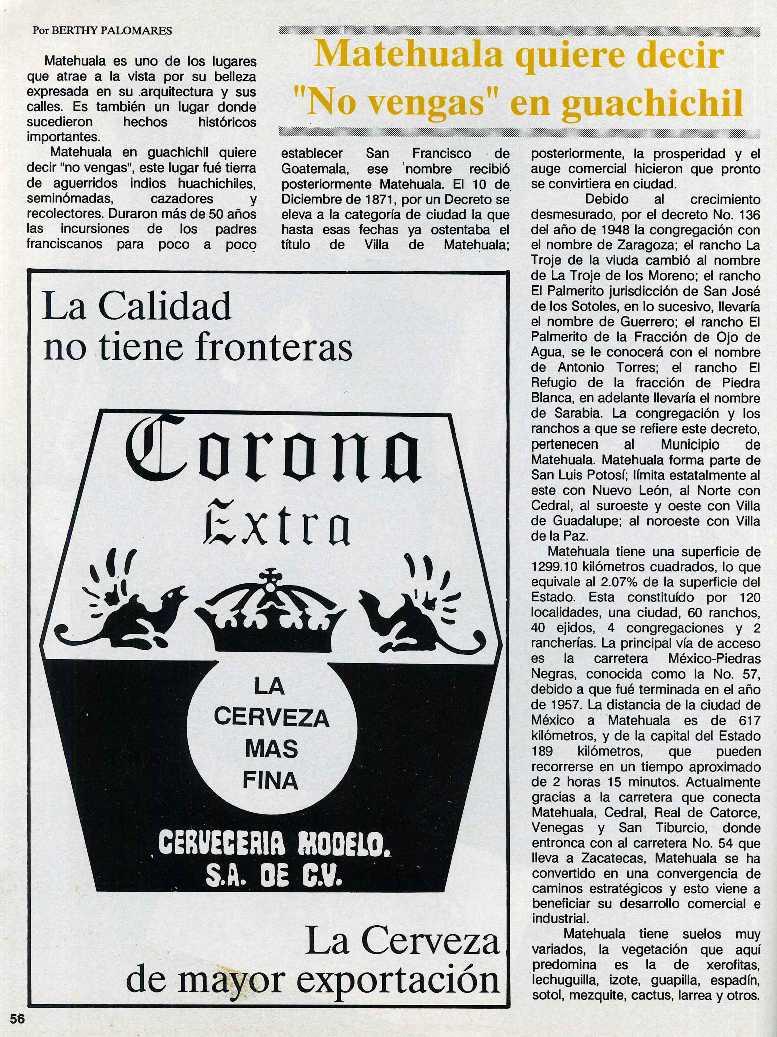 Por BERTHY PALOMARES
Matehuala quiere decir
"No vengas" en guachichil
Matehuala es uno de los lugares
que atrae a la vista por su belleza
expresada en su arquitectura y sus
calles. Es también un lugar donde
sucedieron hechos históricos
importantes.
Matehuala en guachichil quiere
decir "no vengas", este lugar fué tierra
de aguerridos indios huachichiles,
seminómadas, cazadores y
recolectores. Duraron más de 50 años
las incursiones de los padres
franciscanos para poco a poco
establecer San Francisco de
Goatemala, ese nombre recibió
posteriormente Matehuala. El 10 de
Diciembre de 1871, por un Decreto se
eleva a la categoría de ciudad la que
hasta esas fechas ya ostentaba el
título de Villa de Matehuala;
posteriormente, la prosperidad y el
auge comercial hicieron que pronto
se convirtiera en ciudad.
Debido al crecimiento
desmesurado, por el decreto No. 136
del año de 1948 la congregación con
el nombre de Zaragoza; el rancho La
Troje de la viuda cambió al nombre
de La Troje de los Moreno; el rancho
El Palmerito jurisdicción de San José
de los Sotoles, en lo sucesivo, llevaría
el nombre de Guerrero; el rancho El
Palmerito de la Fracción de Ojo de
Agua, se le conocerá con el nombre
de Antonio Torres; el rancho El
Refugio de la fracción de Piedra
Blanca, en adelante llevaría el nombre
de Sarabia. La congregación y los
ranchos a que se refiere este decreto,
pertenecen al Municipio de
Matehuala. Matehuala forma parte de
San Luis Potosí; límita estatalmente al
este con Nuevo León, al Norte con
Cedral, al suroeste y oeste con Villa
de Guadalupe; al noroeste con Villa
de la Paz.
Matehuala tiene una superficie de
1299.10 kilómetros cuadrados, lo que
equivale al 2.07% de la superficie del
Estado. Esta constituído por 120
localidades, una ciudad, 60 ranchos,
40 ejidos, 4 congregaciones y 2
rancherías. La principal vía de acceso
es la carretera México-Piedras
Negras, conocida como la No. 57,
debido a que fué terminada en el año
de 1957. La distancia de la ciudad de
México a Matehuala es de 617
kilómetros, y de la capital del Estado
189 kilómetros, que pueden
recorrerse en un tiempo aproximado
de 2 horas 15 minutos. Actualmente
gracias a la carretera que conecta
Matehuala, Cedral, Real de Catorce,
Venegas y San Tiburcio, donde
entronca con al carretera No. 54 que
lleva a Zacatecas, Matehuala se ha
convertido en una convergencia de
caminos estratégicos y esto viene a
beneficiar su desarrollo comercial e
industrial.
Matehuala tiene suelos muy
variados, la vegetación que aquí
predomina es la de xerofitas,
lechuguilla, izote, guapilla, espadín,
sotol, mezquite, cactus, larrea y otros.
La Calidad
no tiene fronteras
Corona
Extra
LA
CERVEZA
MAS
FINA
CERVECERIA MODELO.
S.A. DE C.V.
La Cerveza
de mayor exportación
56